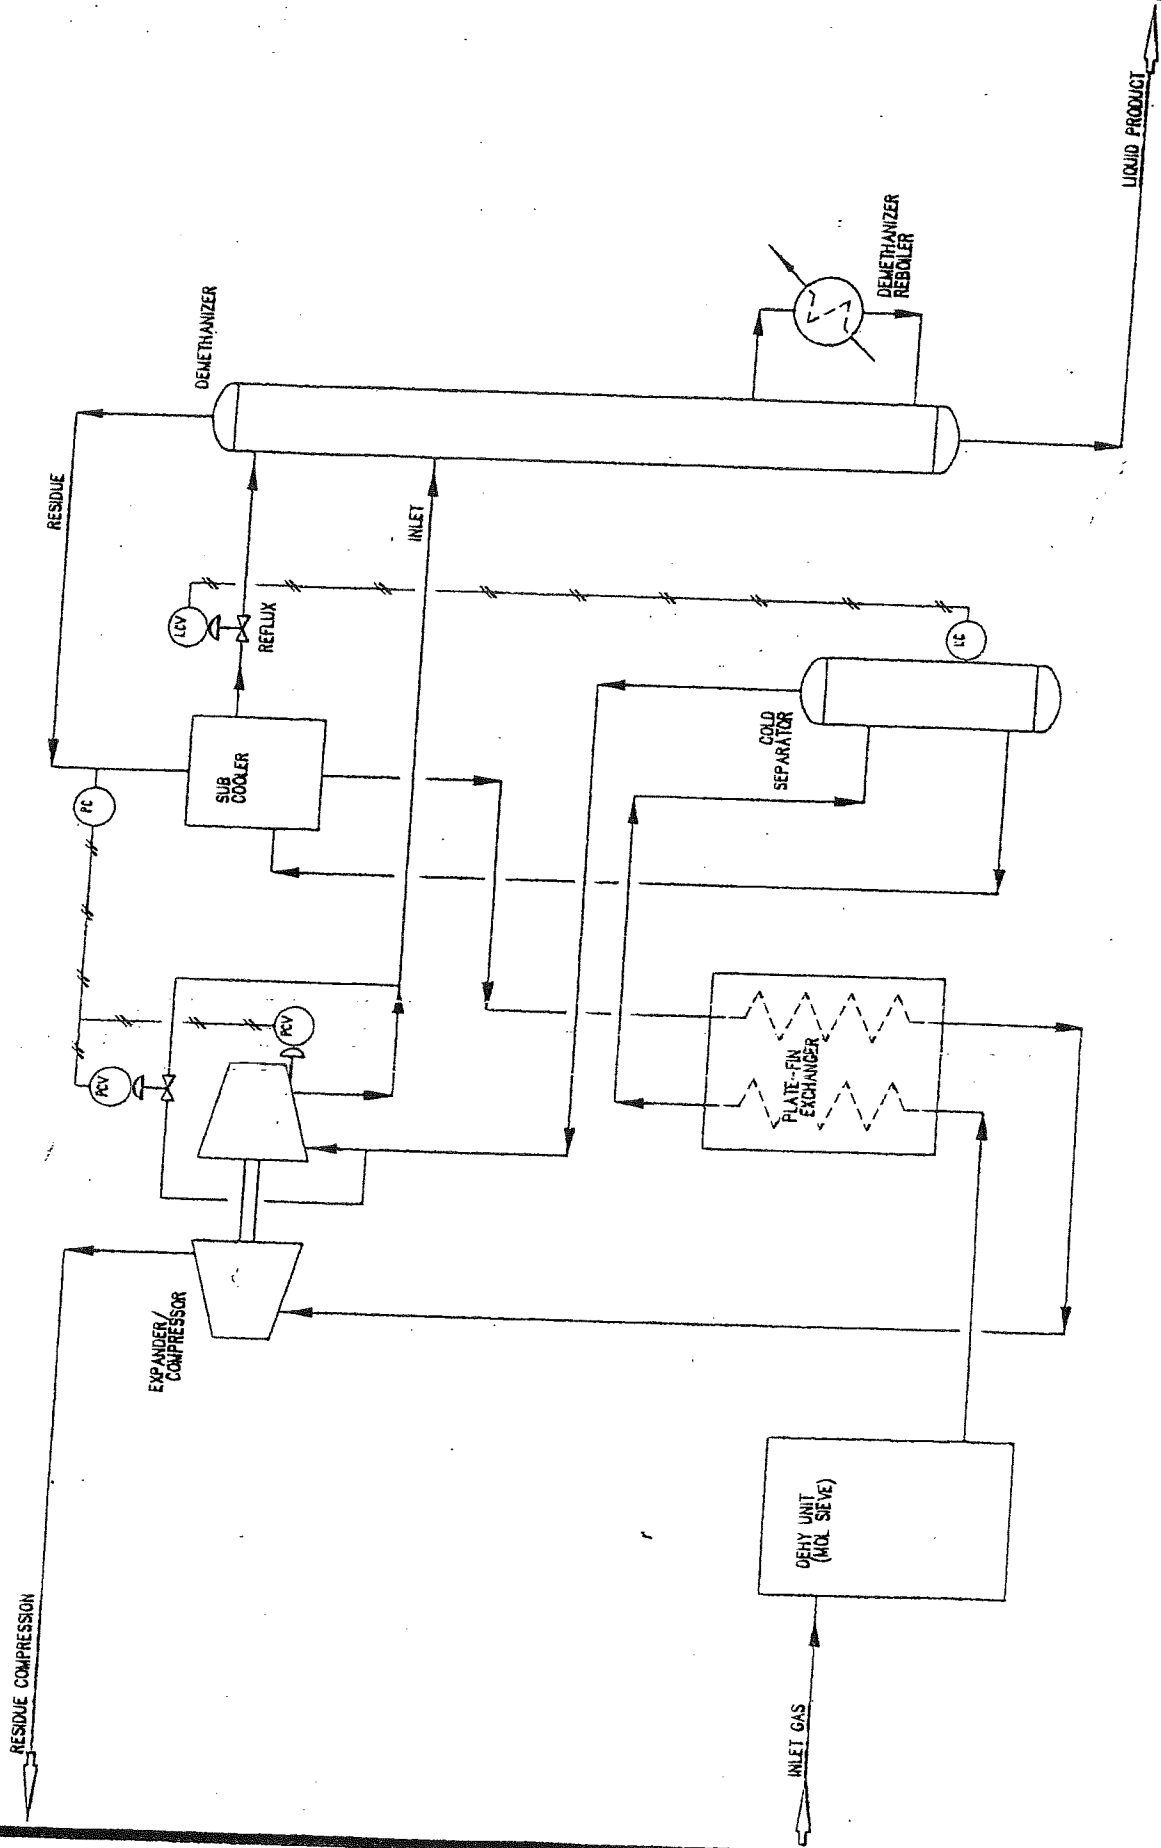 RESIDUE COMPRESSION
EXPANDER/
COMPRESSOR
PCV
PCV
PC
RESIDUE
SUB
COOLER
LCV
REFLUX
INLET
DEMETHANIZER
DEMETHANIZER
REBOILER
COLD
SEPARATOR
PLATE-FIN
EXCHANGER
DEHY UNIT
(MOL SIEVE)
INLET GAS
LIQUID PRODUCT